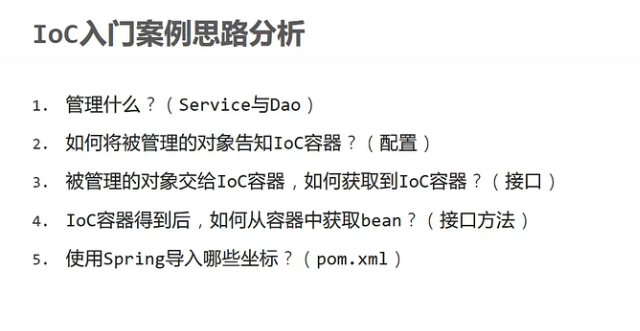 IoC入门案例思路分析
1. 管理什么？（Service与Dao）
2. 如何将被管理的对象告知IoC容器？（配置）
3. 被管理的对象交给IoC容器，如何获取到IoC容器？（接口）
4. IoC容器得到后，如何从容器中获取bean？（接口方法）
5. 使用Spring导入哪些坐标？（pom.xml）